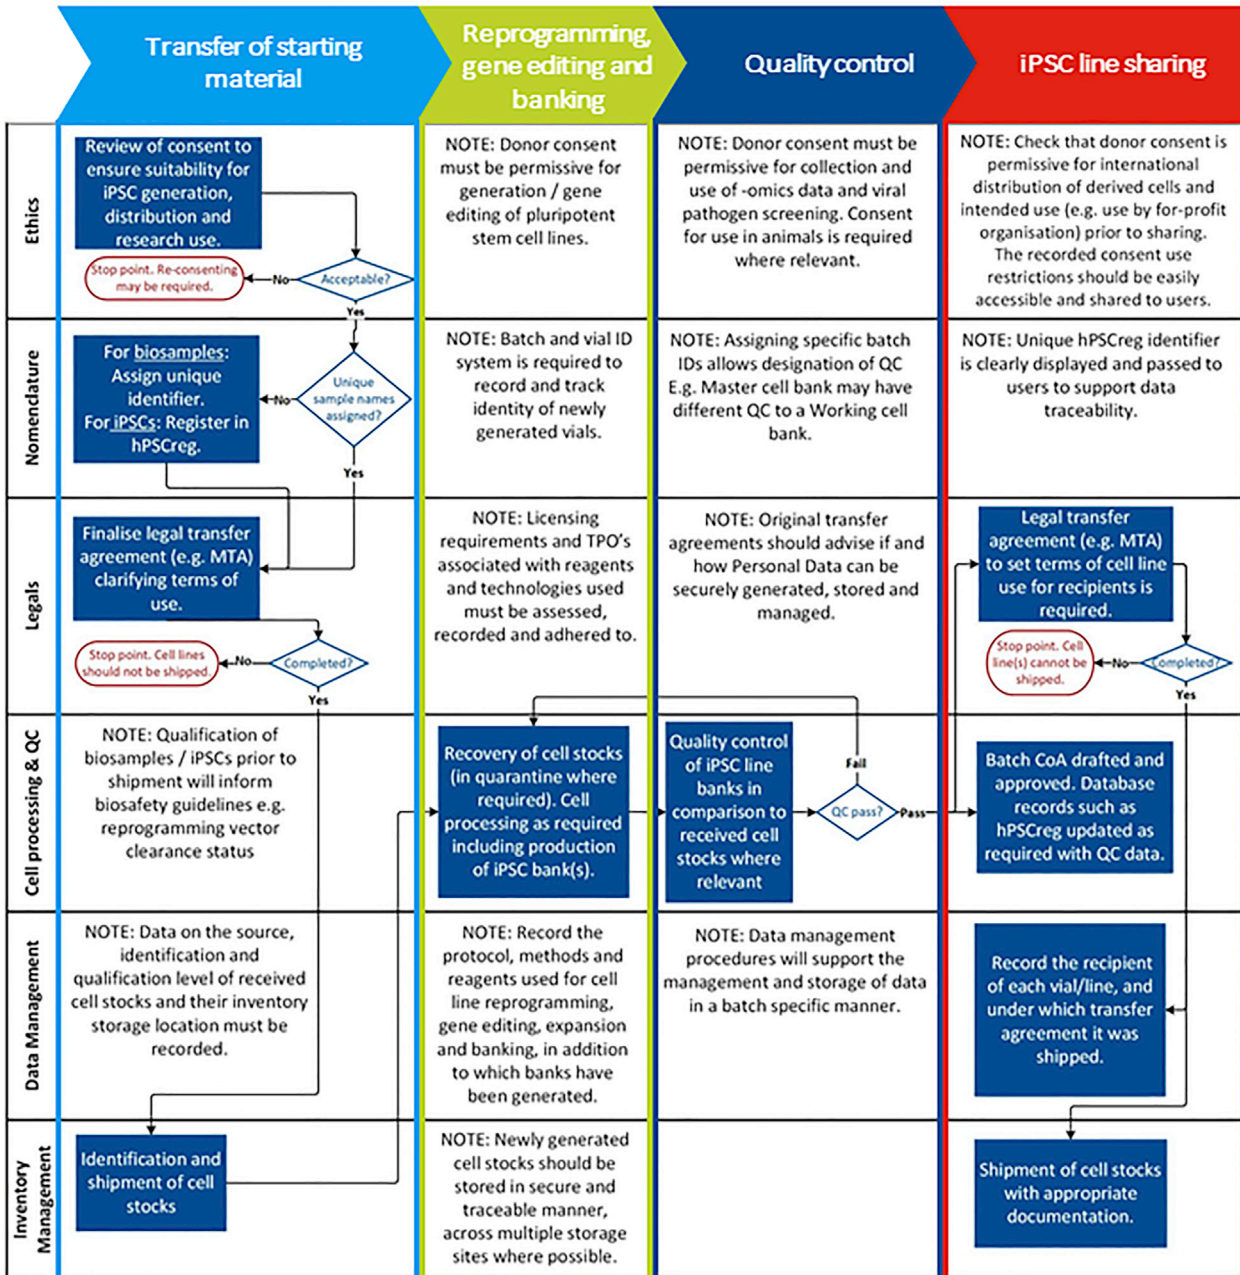 Transfer of starting
material
Reprogramming,
gene editing and
banking
Quality control
iPSC line sharing
Ethics
Review of consent to
ensure suitability for
iPSC generation,
distribution and
research use.
Stop point. Re-consenting
may be required.
No
Acceptable?
Yes
NOTE: Donor consent
must be permissive for
generation / gene
editing of pluripotent
stem cell lines.
NOTE: Donor consent must be
permissive for collection and
use of -omics data and viral
pathogen screening. Consent
for use in animals is required
where relevant.
NOTE: Check that donor consent is
permissive for international
distribution of derived cells and
intended use (e.g. use by for-profit
organisation) prior to sharing.
The recorded consent use
restrictions should be easily
accessible and shared to users.
Nomendature
For biosamples:
Assign unique
identifier.
For iPSCs: Register in
hPSCreg.
No
Unique
sample names
assigned?
Yes
NOTE: Batch and vial ID
system is required to
record and track
identity of newly
generated vials.
NOTE: Assigning specific batch
IDs allows designation of QC
E.g. Master cell bank may have
different QC to a Working cell
bank.
NOTE: Unique hPSCreg identifier
is clearly displayed and passed to
users to support data
traceability.
Legals
Finalise legal transfer
agreement (e.g. MTA)
clarifying terms of
use.
Stop point. Cell lines
should not be shipped.
No
Completed?
Yes
NOTE: Licensing
requirements and TPO's
associated with reagents
and technologies used
must be assessed,
recorded and adhered to.
NOTE: Original transfer
agreements should advise if and
how Personal Data can be
securely generated, stored and
managed.
Legal transfer
agreement (e.g. MTA)
to set terms of cell line
use for recipients is
required.
Stop point. Cell
line(s) cannot be
shipped.
No
Completed?
Yes
Cell processing & QC
NOTE: Qualification of
biosamples / iPSCs prior to
shipment will inform
biosafety guidelines e.g.
reprogramming vector
clearance status
Recovery of cell stocks
(in quarantine where
required). Cell
processing as required
including production
of iPSC bank(s).
Quality control
of iPSC line
banks in
comparison to
received cell
stocks where
relevant
Fail
QC pass?
Pass
Batch CoA drafted and
approved. Database
records such as
hPSCreg updated as
required with QC data.
Data Management
NOTE: Data on the source,
identification and
qualification level of received
cell stocks and their inventory
storage location must be
recorded.
NOTE: Record the
protocol, methods and
reagents used for cell
line reprogramming,
gene editing, expansion
and banking, in addition
to which banks have
been generated.
NOTE: Data management
procedures will support the
management and storage of data
in a batch specific manner.
Record the recipient
of each vial/line, and
under which transfer
agreement it was
shipped.
Inventory
Management
Identification and
shipment of cell
stocks
NOTE: Newly generated
cell stocks should be
stored in secure and
traceable manner,
across multiple storage
sites where possible.
Shipment of cell stocks
with appropriate
documentation.